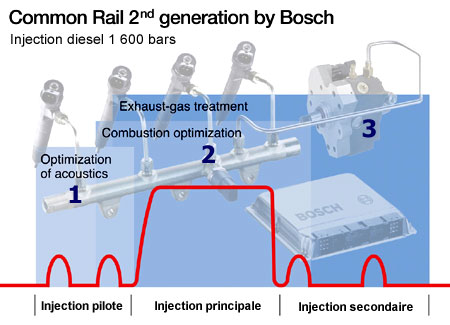 Common Rail 2nd generation by Bosch
Injection diesel 1 600 bars
Exhaust-gas treatment
3
Combustion optimization
2
Optimization
of acoustics
1
BOSCH
Injection pilote
Injection principale
Injection secondaire